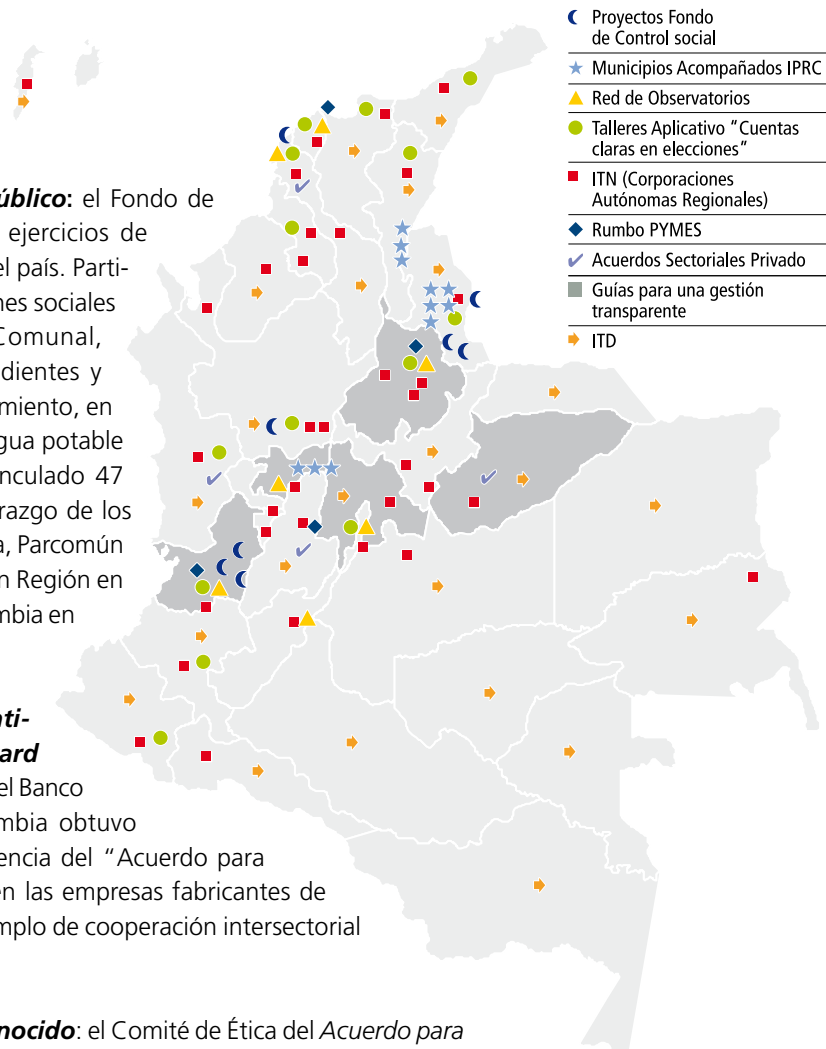 Proyectos Fondo
de Control social
Municipios Acompañados IPRC
Red de Observatorios
Talleres Aplicativo “Cuentas
claras en elecciones”
ITN (Corporaciones
Autónomas Regionales)
Rumbo PYMES
Acuerdos Sectoriales Privado
Guías para una gestión
transparente
ITD
úblico: el Fondo de
ejercicios de
el país. Parti-
nes sociales
Comunal,
dientes y
miento, en
gua potable
nculado 47
razgo de los
a, Parcomún
n Región en
mbia en
nti-
ard
el Banco
mbia obtuvo
encia del “Acuerdo para
en las empresas fabricantes de
mplo de cooperación intersectorial
nocido: el Comité de Ética del Acuerdo para